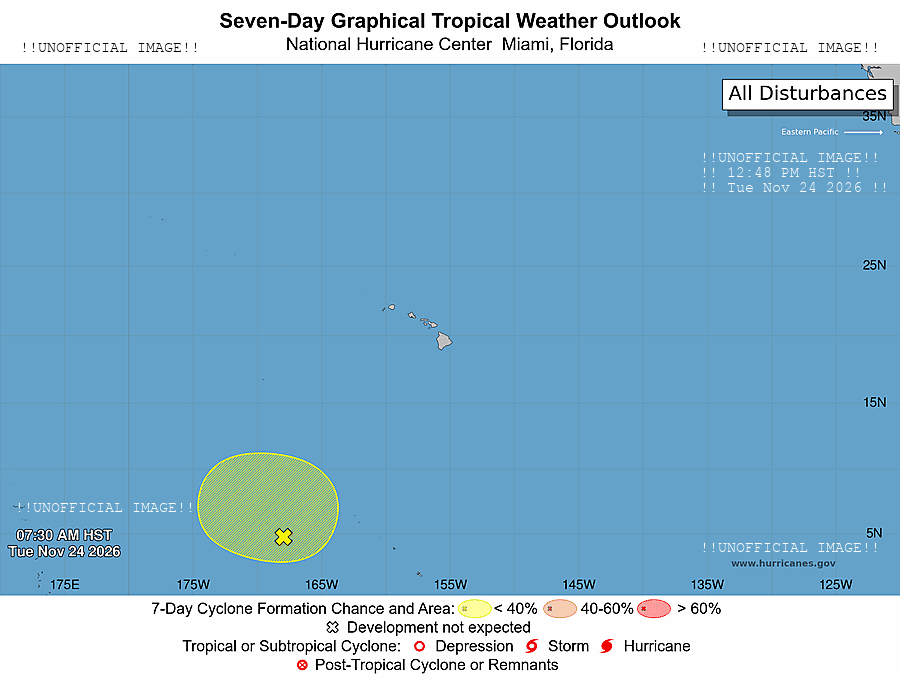 Seven-Day Graphical Tropical Weather Outlook
National Hurricane Center Miami, Florida
!!UNOFFICIAL IMAGE!!
!!UNOFFICIAL IMAGE!!
All Disturbances
35N
Eastern Pacific
!!UNOFFICIAL IMAGE!!
!! 12:48 PM HST !!
!! Tue Nov 24 2026 !!
25N
15N
!!UNOFFICIAL IMAGE!!
07:30 AM HST
Tue Nov 24 2026
5N
!!UNOFFICIAL IMAGE!!
www.hurricanes.gov
175E 175W 165W 155W 145W 135W 125W
7-Day Cyclone Formation Chance and Area: < 40% 40-60% > 60%
Development not expected
Tropical or Subtropical Cyclone: Depression Storm Hurricane
Post-Tropical Cyclone or Remnants